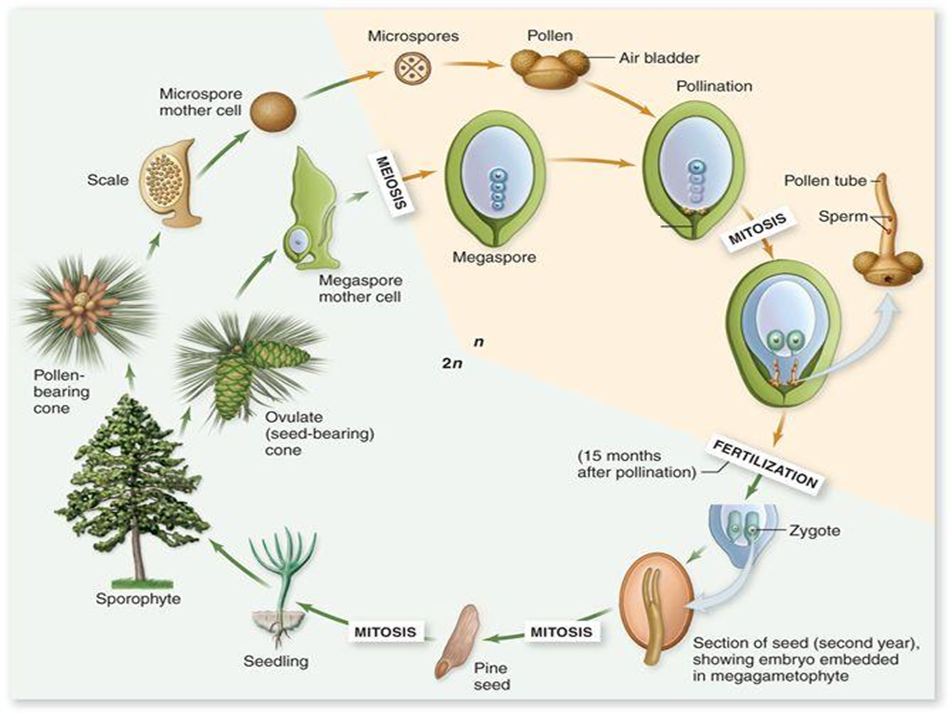 Microspores
Pollen
Air bladder
Microspore
mother cell
Pollination
Scale
MEIOSIS
Pollen tube
Sperm
MITOSIS
Megaspore
Megaspore
mother cell
n
2n
Pollen-
bearing
cone
Ovulate
(seed-bearing)
cone
(15 months
after pollination)
FERTILIZATION
Zygote
Sporophyte
MITOSIS
MITOSIS
Seedling
Pine
seed
Section of seed (second year),
showing embryo embedded
in megagametophyte